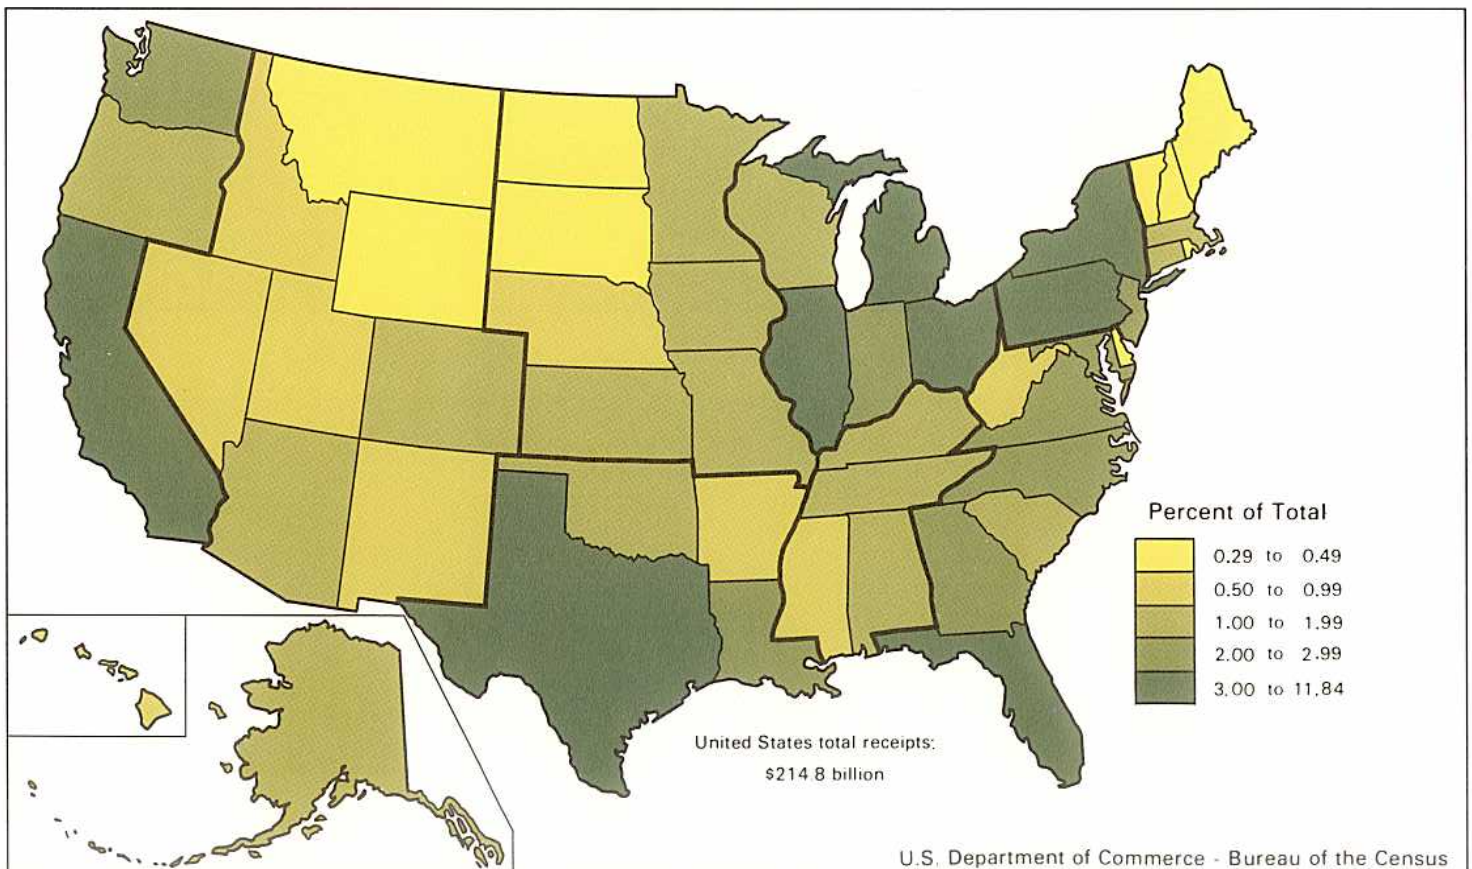 Percent of Total
0.29 to 0.49
0.50 to 0.99
1.00 to 1.99
2.00 to 2.99
3.00 to 11.84
United States total receipts:
$214.8 billion
U.S. Department of Commerce - Bureau of the Census